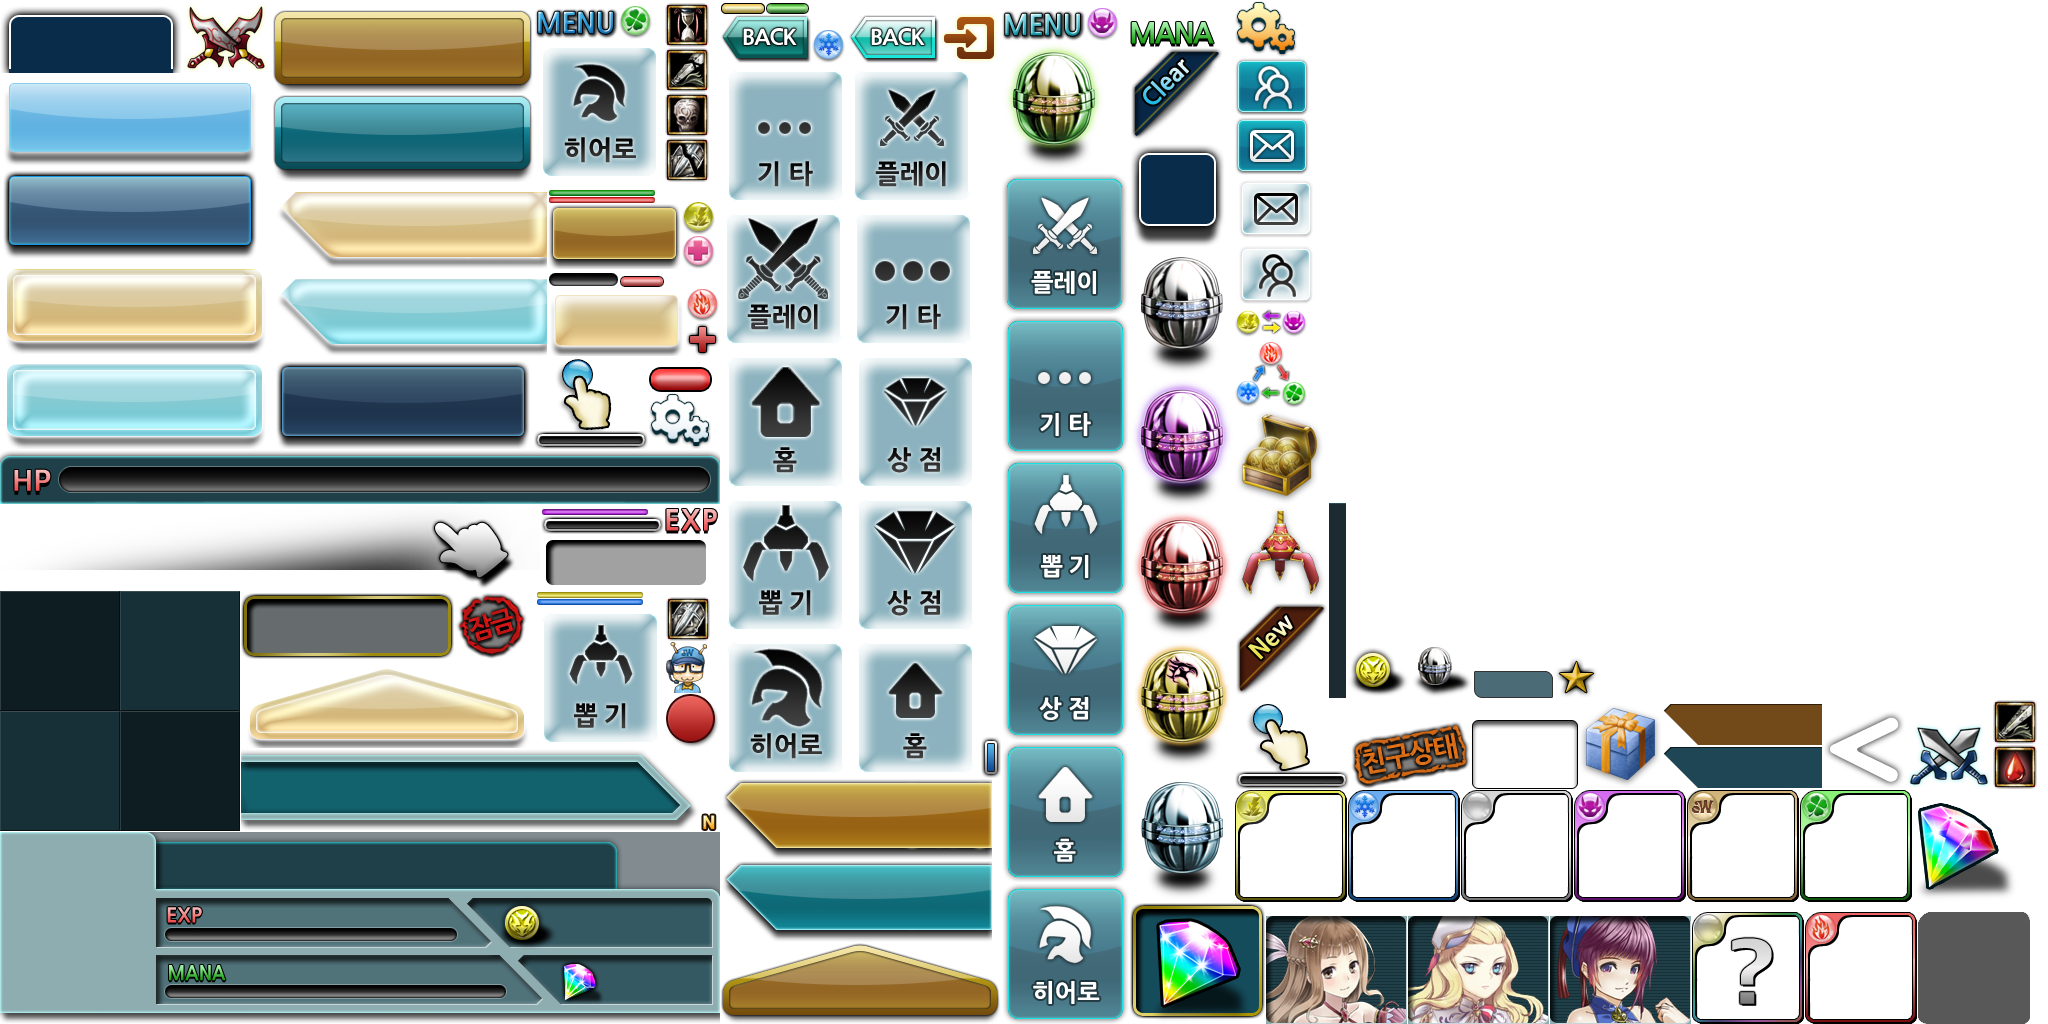 MENU
BACK
BACK
MENU
MANA
Clear
히어로
기 타
플레이
플레이
기 타
플레이
홈
상 점
기 타
HP
EXP
뽑 기
상 점
뽑 기
잠금
New
뽑 기
히어로
홈
상 점
친구상태
N
홈
EXP
MANA
히어로
?